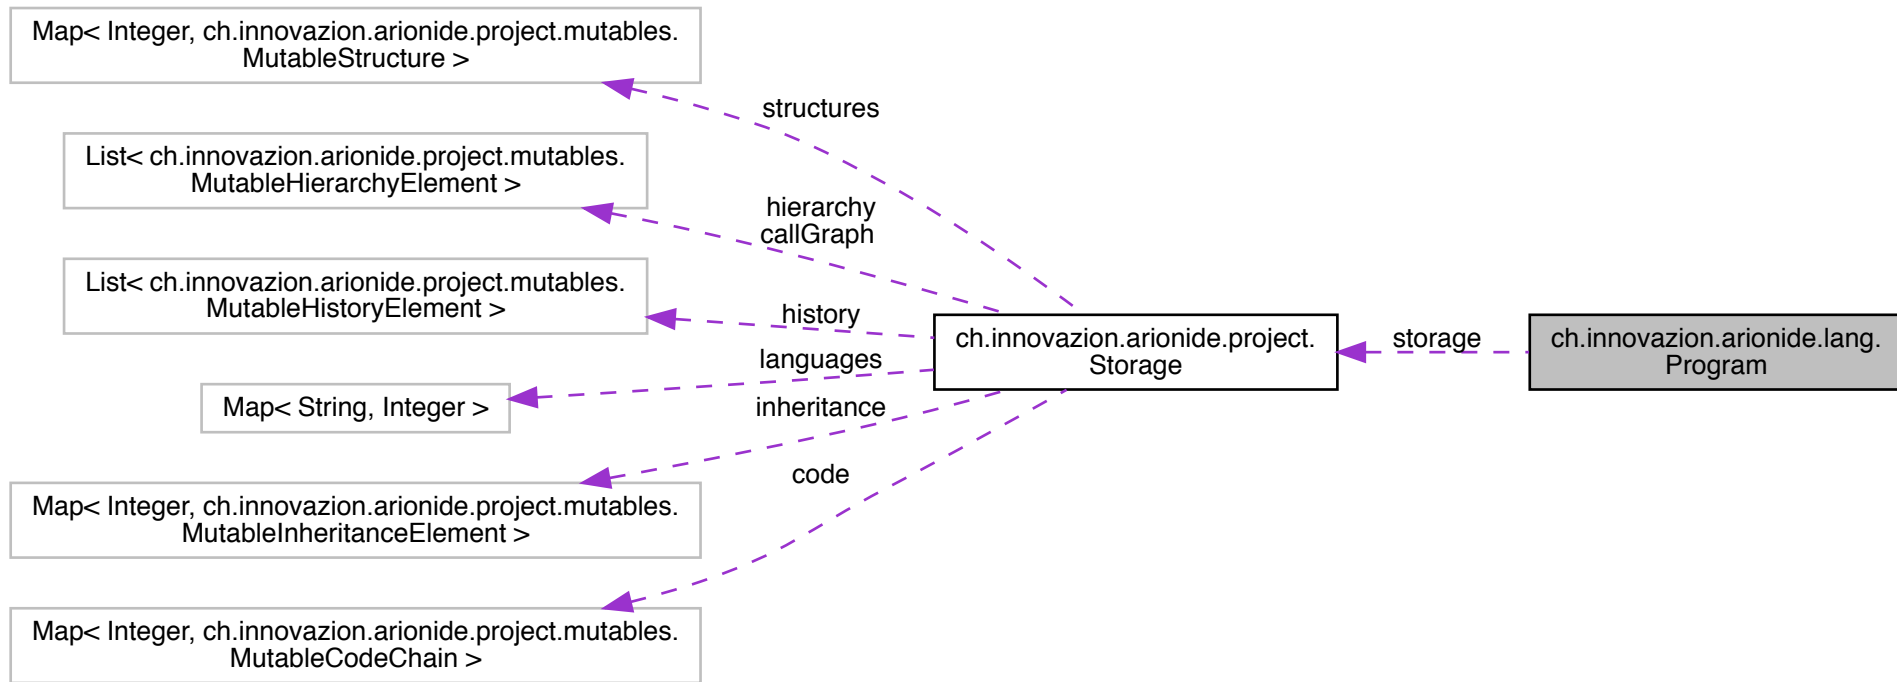 Map< Integer, ch.innovazion.arionide.project.mutables.
MutableStructure >
structures
List< ch.innovazion.arionide.project.mutables.
MutableHierarchyElement >
hierarchy
callGraph
List< ch.innovazion.arionide.project.mutables.
MutableHistoryElement >
history
languages
Map< String, Integer >
inheritance
Map< Integer, ch.innovazion.arionide.project.mutables.
MutableInheritanceElement >
code
Map< Integer, ch.innovazion.arionide.project.mutables.
MutableCodeChain >
ch.innovazion.arionide.project.
Storage
storage
ch.innovazion.arionide.lang.
Program